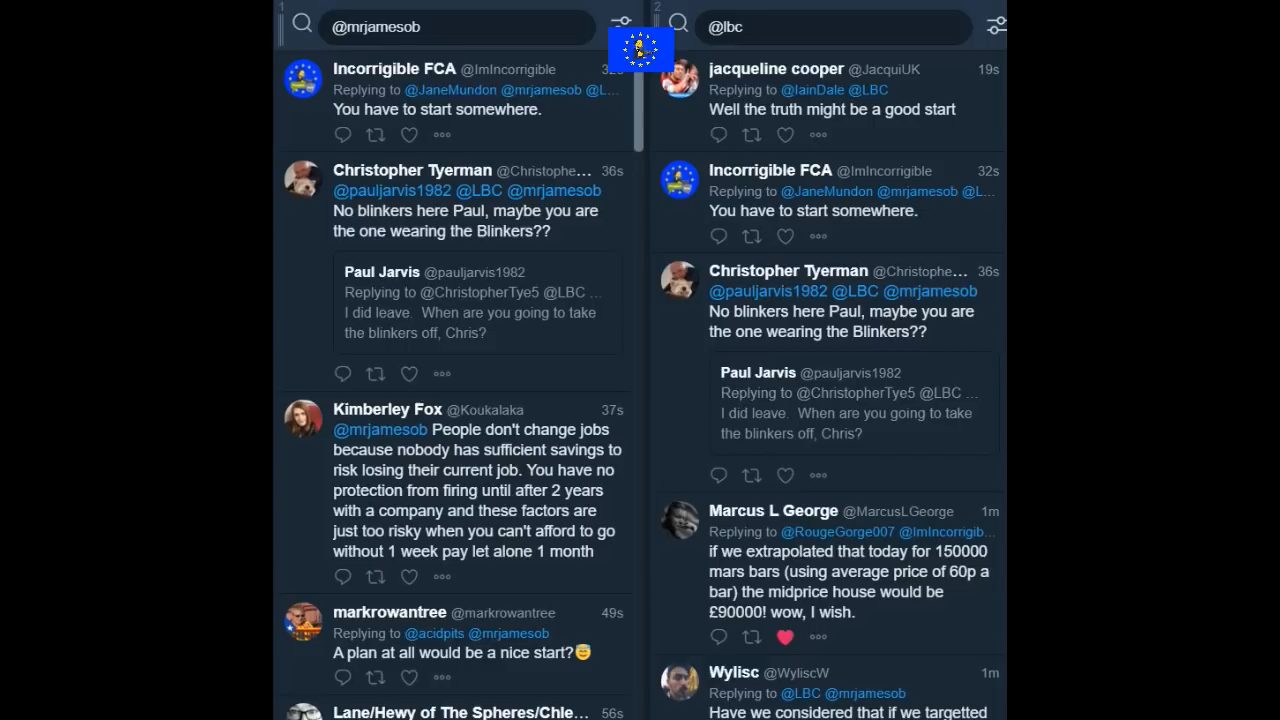 1
@mrjamesob
Incorrigible FCA @ImIncorrigible 32s
Replying to @JaneMundon @mrjamesob @L...
You have to start somewhere.
Christopher Tyerman @Christophe... 36s
@pauljarvis1982 @LBC @mrjamesob
No blinkers here Paul, maybe you are
the one wearing the Blinkers??
Paul Jarvis @pauljarvis1982
Replying to @ChristopherTye5 @LBC ...
I did leave. When are you going to take
the blinkers off, Chris?
Kimberley Fox @Koukalaka 37s
@mrjamesob People don't change jobs
because nobody has sufficient savings to
risk losing their current job. You have no
protection from firing until after 2 years
with a company and these factors are
just too risky when you can't afford to go
without 1 week pay let alone 1 month
markrowantree @markrowantree 49s
Replying to @acidpits @mrjamesob
A plan at all would be a nice start?😇
Lane/Hewy of The Spheres/Chle... 56s
2
@lbc
jacqueline cooper @JacquiUK 19s
Replying to @IainDale @LBC
Well the truth might be a good start
Incorrigible FCA @ImIncorrigible 32s
Replying to @JaneMundon @mrjamesob @L...
You have to start somewhere.
Christopher Tyerman @Christophe... 36s
@pauljarvis1982 @LBC @mrjamesob
No blinkers here Paul, maybe you are
the one wearing the Blinkers??
Paul Jarvis @pauljarvis1982
Replying to @ChristopherTye5 @LBC ...
I did leave. When are you going to take
the blinkers off, Chris?
Marcus L George @MarcusLGeorge 1m
Replying to @RougeGorge007 @ImIncorrigib...
if we extrapolated that today for 150000
mars bars (using average price of 60p a
bar) the midprice house would be
£90000! wow, I wish.
Wylisc @WyliscW 1m
Replying to @LBC @mrjamesob
Have we considered that if we targetted